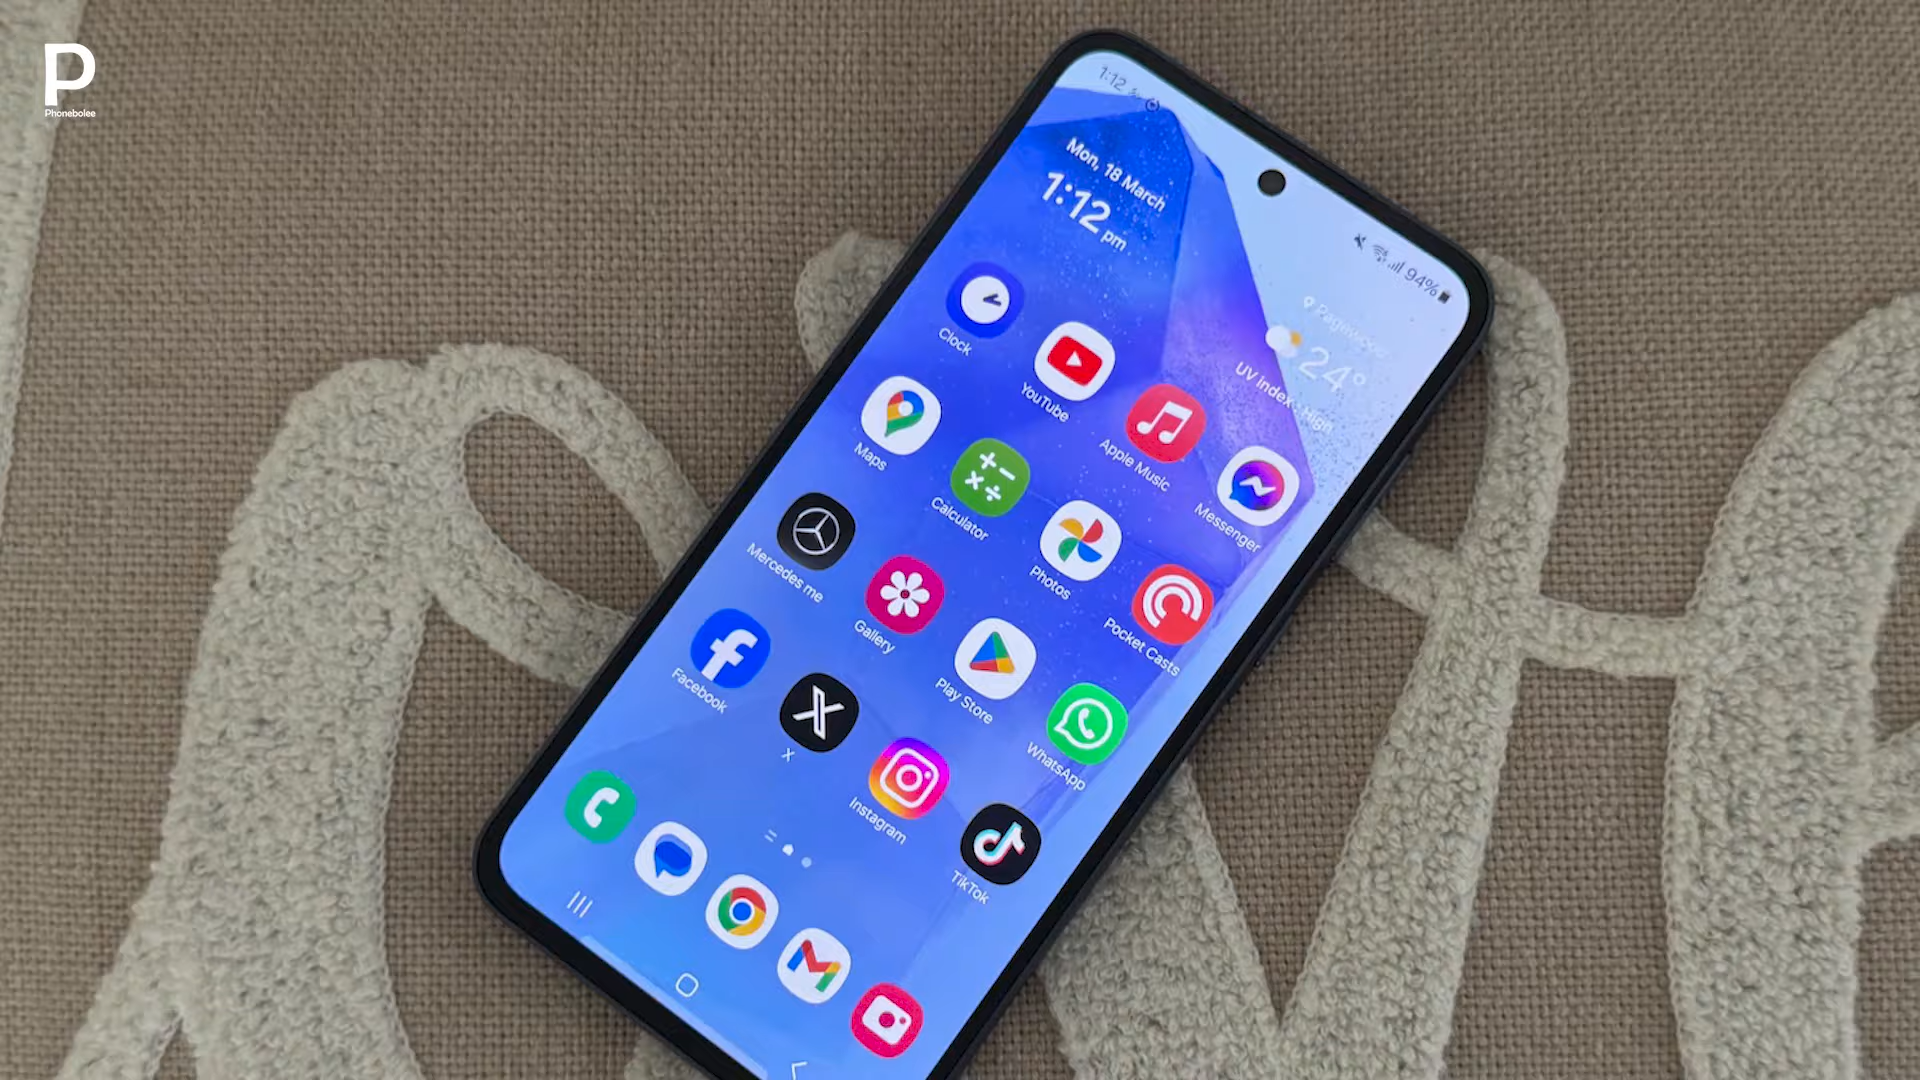 P
Phonebolee
1:12
94%
Mon, 18 March
1:12 pm
24°
UV index: High
Clock
YouTube
Apple Music
Messenger
Maps
Calculator
Photos
Pocket Casts
Mercedes me
Gallery
Play Store
WhatsApp
Facebook
X
Instagram
TikTok